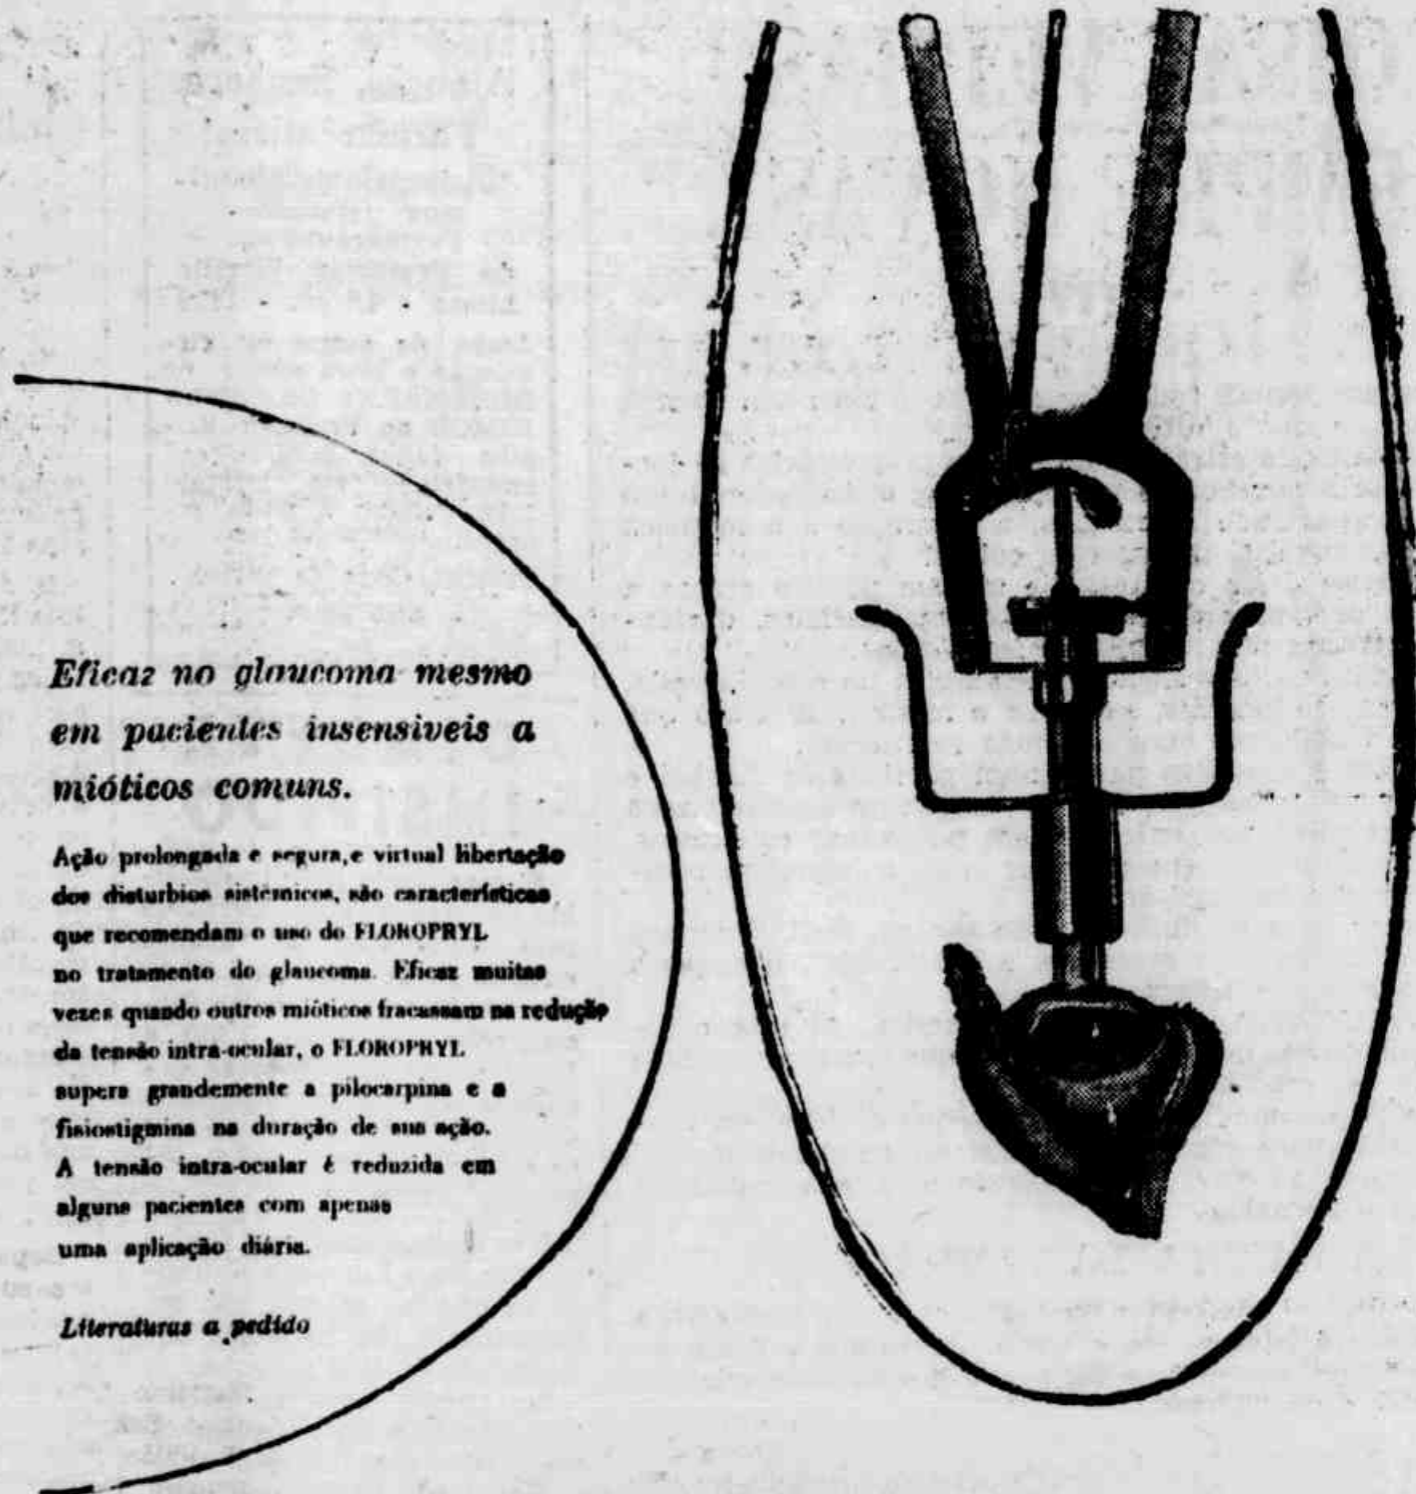 Eficaz no glaucoma mesmo
em pacientes insensiveis a
mióticos comuns.
Ação prolongada e segura, e virtual libertação
dos disturbios sistémicos, são características
que recomendam o uso do FLOROPRYL
no tratamento do glaucoma. Eficaz muitas
vezes quando outros mióticos fracassam na redução
da tensão intra-ocular, o FLOROPRYL
supera grandemente a pilocarpina e a
fisiostigmina na duração de sua ação.
A tensão intra-ocular é reduzida em
alguns pacientes com apenas
uma aplicação diária.
Literaturas a pedido